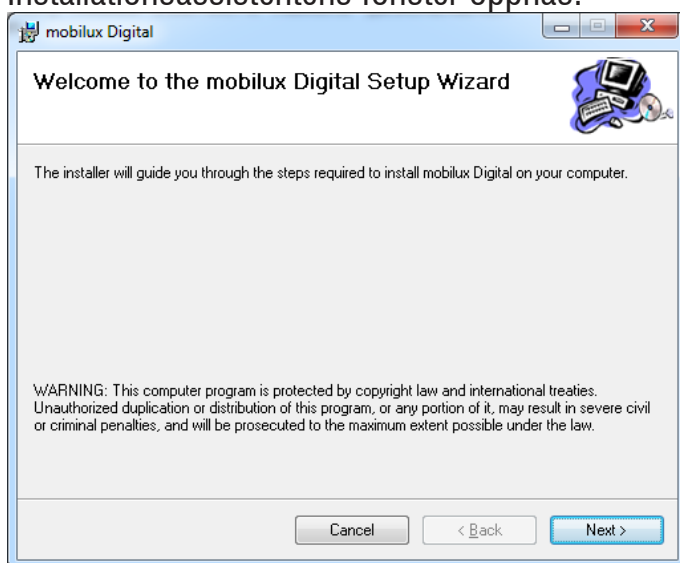 Installationsassistentens fönster öppnas.
mobilux Digital
Welcome to the mobilux Digital Setup Wizard
The installer will guide you through the steps required to install mobilux Digital on your computer.
WARNING: This computer program is protected by copyright law and international treaties.
Unauthorized duplication or distribution of this program, or any portion of it, may result in severe civil
or criminal penalties, and will be prosecuted to the maximum extent possible under the law.
Cancel
< Back
Next >